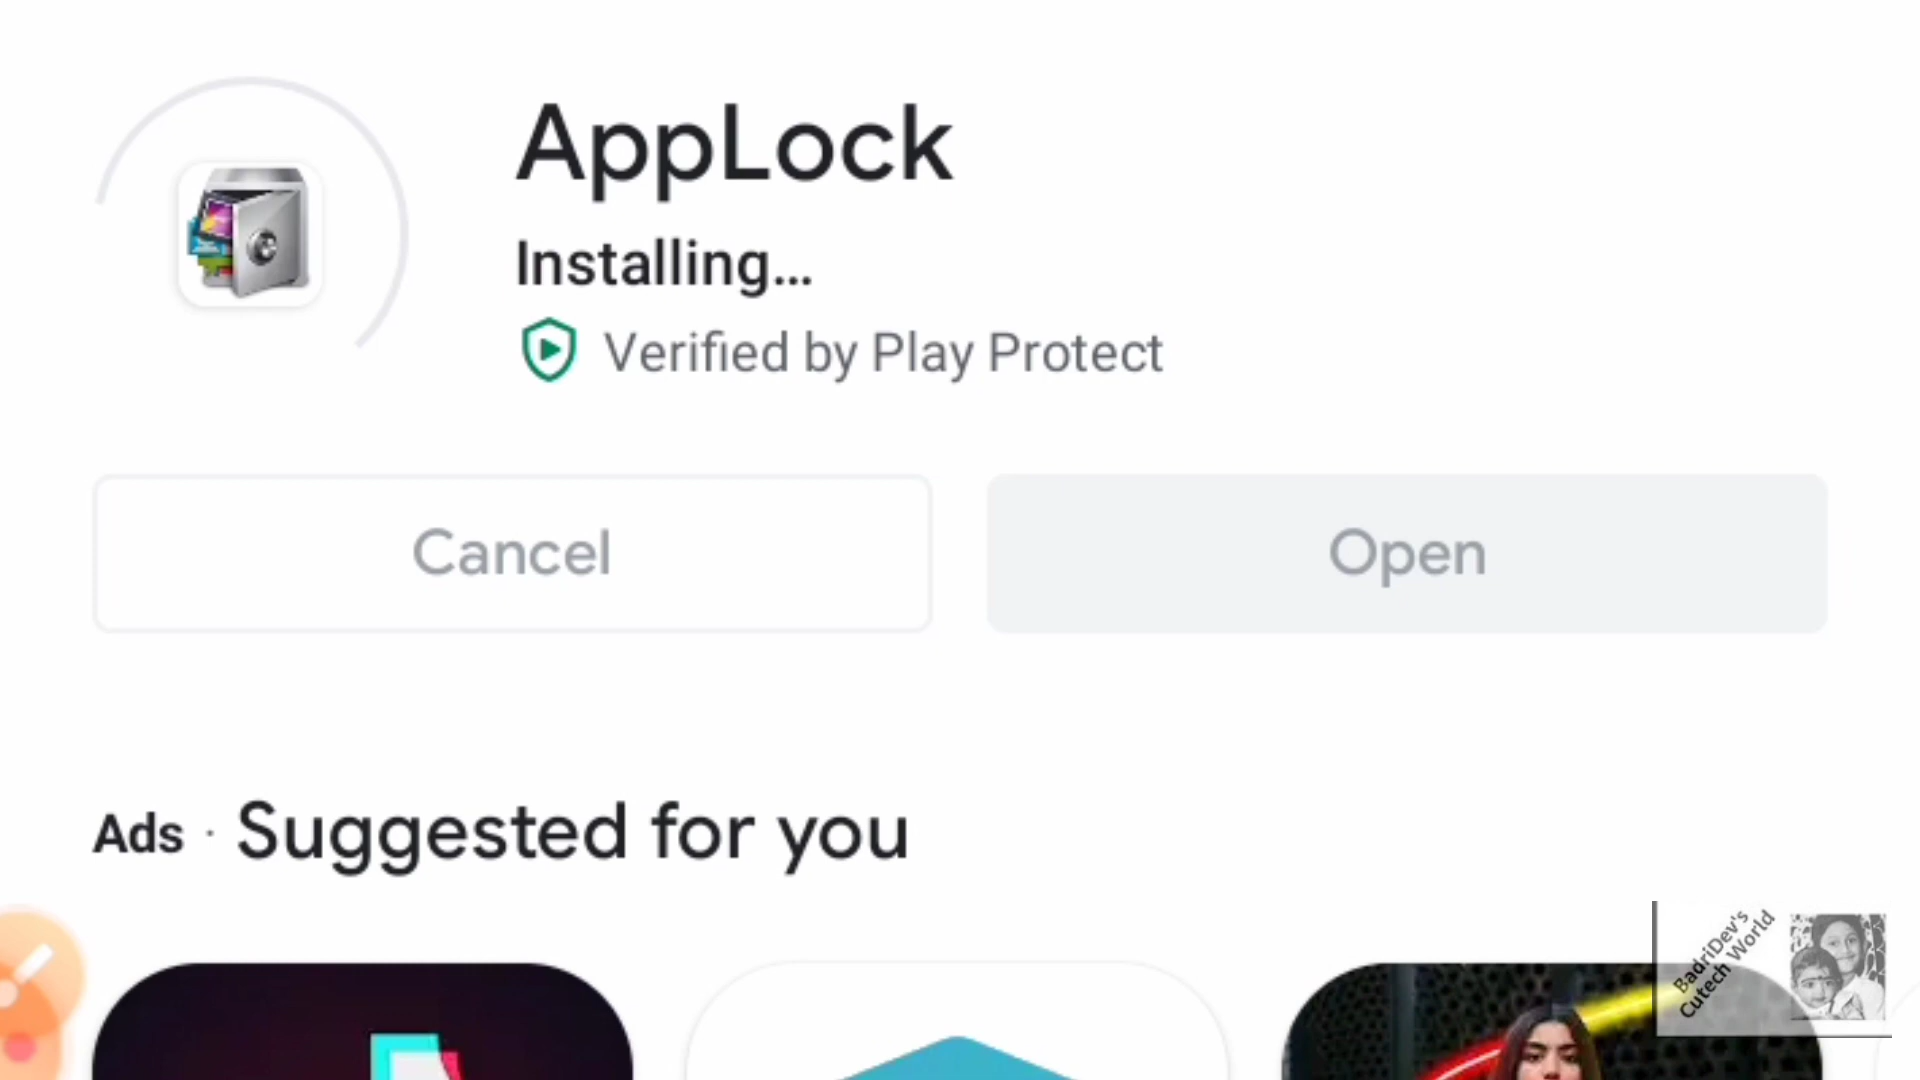 AppLock
Installing...
Verified by Play Protect
Cancel
Open
Ads · Suggested for you
BadriDev's
Cutech World